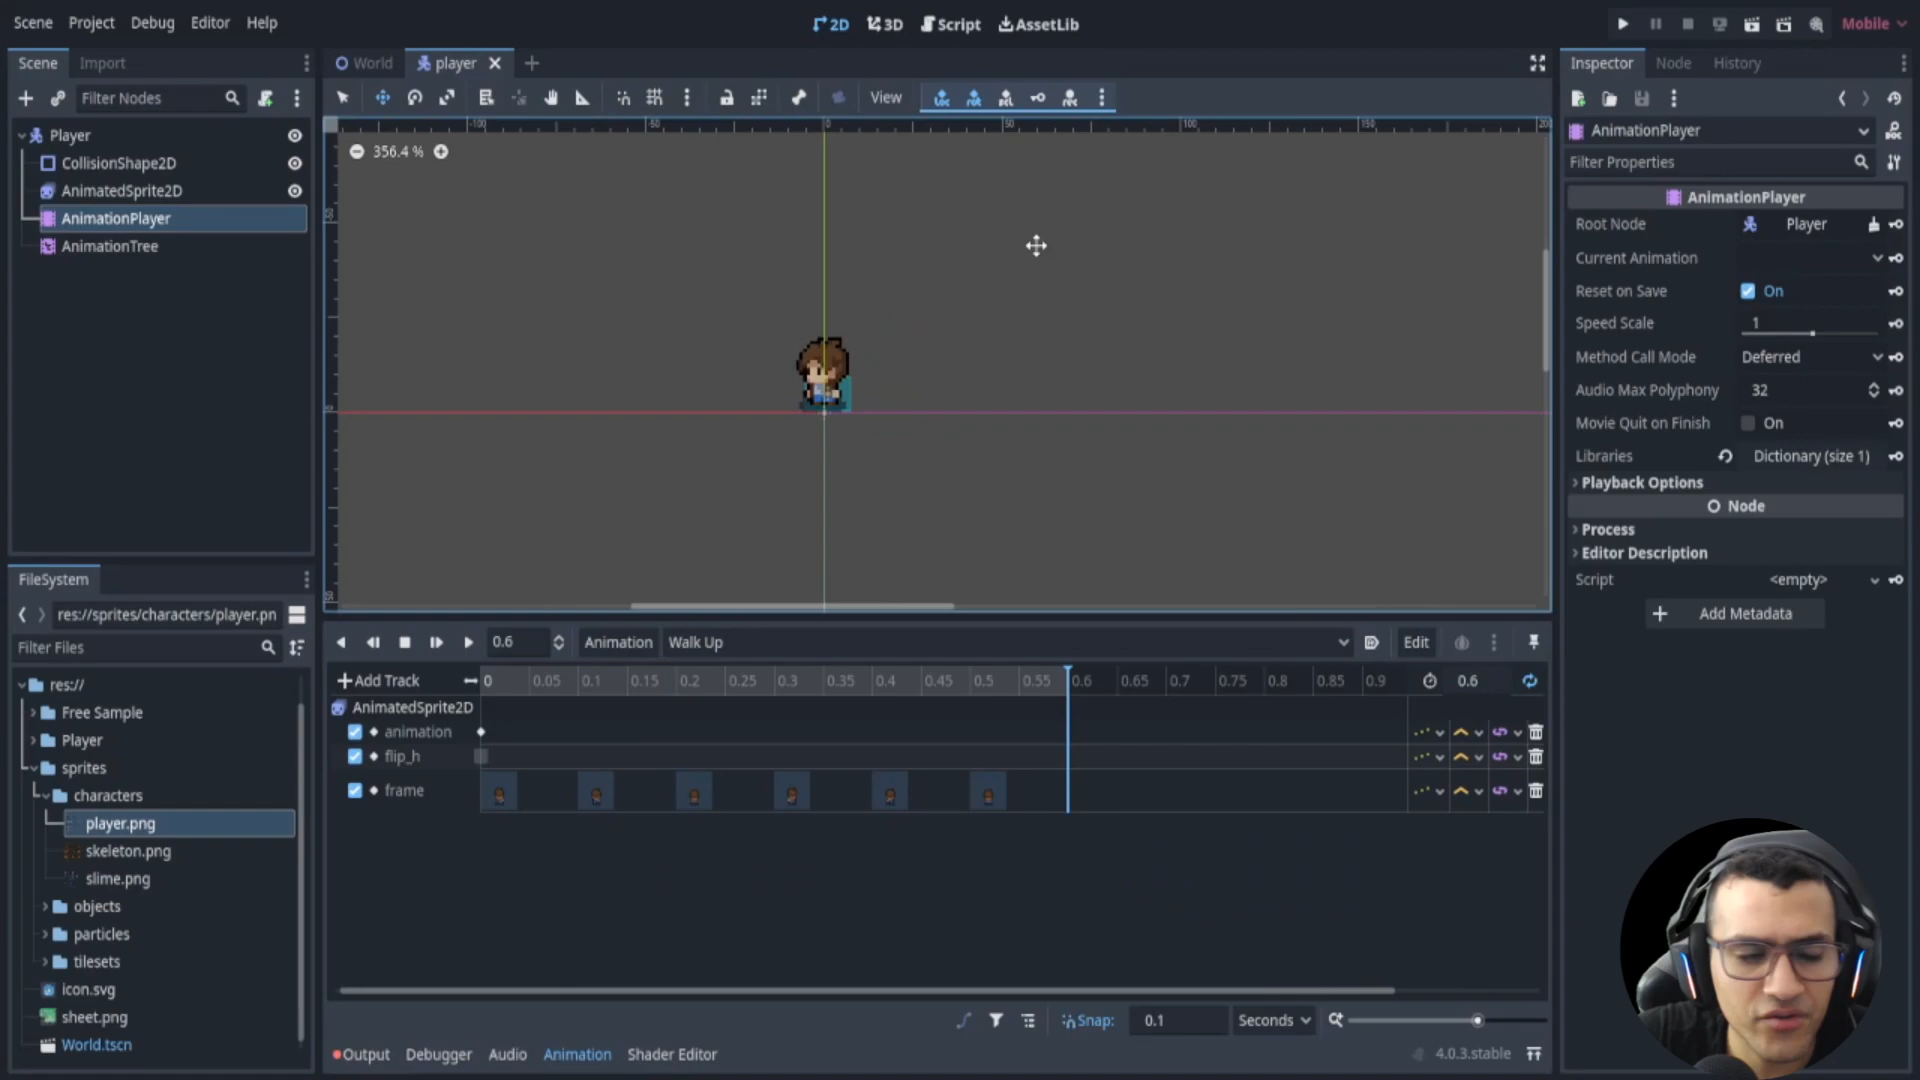 Scene Project Debug Editor Help
2D 3D Script AssetLib
Mobile
Scene Import
World player
Inspector Node History
Filter Nodes
View
Player
CollisionShape2D
AnimatedSprite2D
AnimationPlayer
AnimationTree
-100 -50 0 50 100 150 200
356.4 %
AnimationPlayer
Filter Properties
AnimationPlayer
Root Node Player
Current Animation
Reset on Save On
Speed Scale 1
Method Call Mode Deferred
Audio Max Polyphony 32
Movie Quit on Finish On
Libraries Dictionary (size 1)
Playback Options
Node
Process
Editor Description
Script <empty>
Add Metadata
FileSystem
res://sprites/characters/player.pn
Filter Files
res://
Free Sample
Player
sprites
characters
player.png
skeleton.png
slime.png
objects
particles
tilesets
icon.svg
sheet.png
World.tscn
0.6 Animation Walk Up Edit
Add Track 0 0.05 0.1 0.15 0.2 0.25 0.3 0.35 0.4 0.45 0.5 0.55 0.6 0.65 0.7 0.75 0.8 0.85 0.9 0.6
AnimatedSprite2D
animation
flip_h
frame
Snap: 0.1 Seconds
Output Debugger Audio Animation Shader Editor 4.0.3.stable